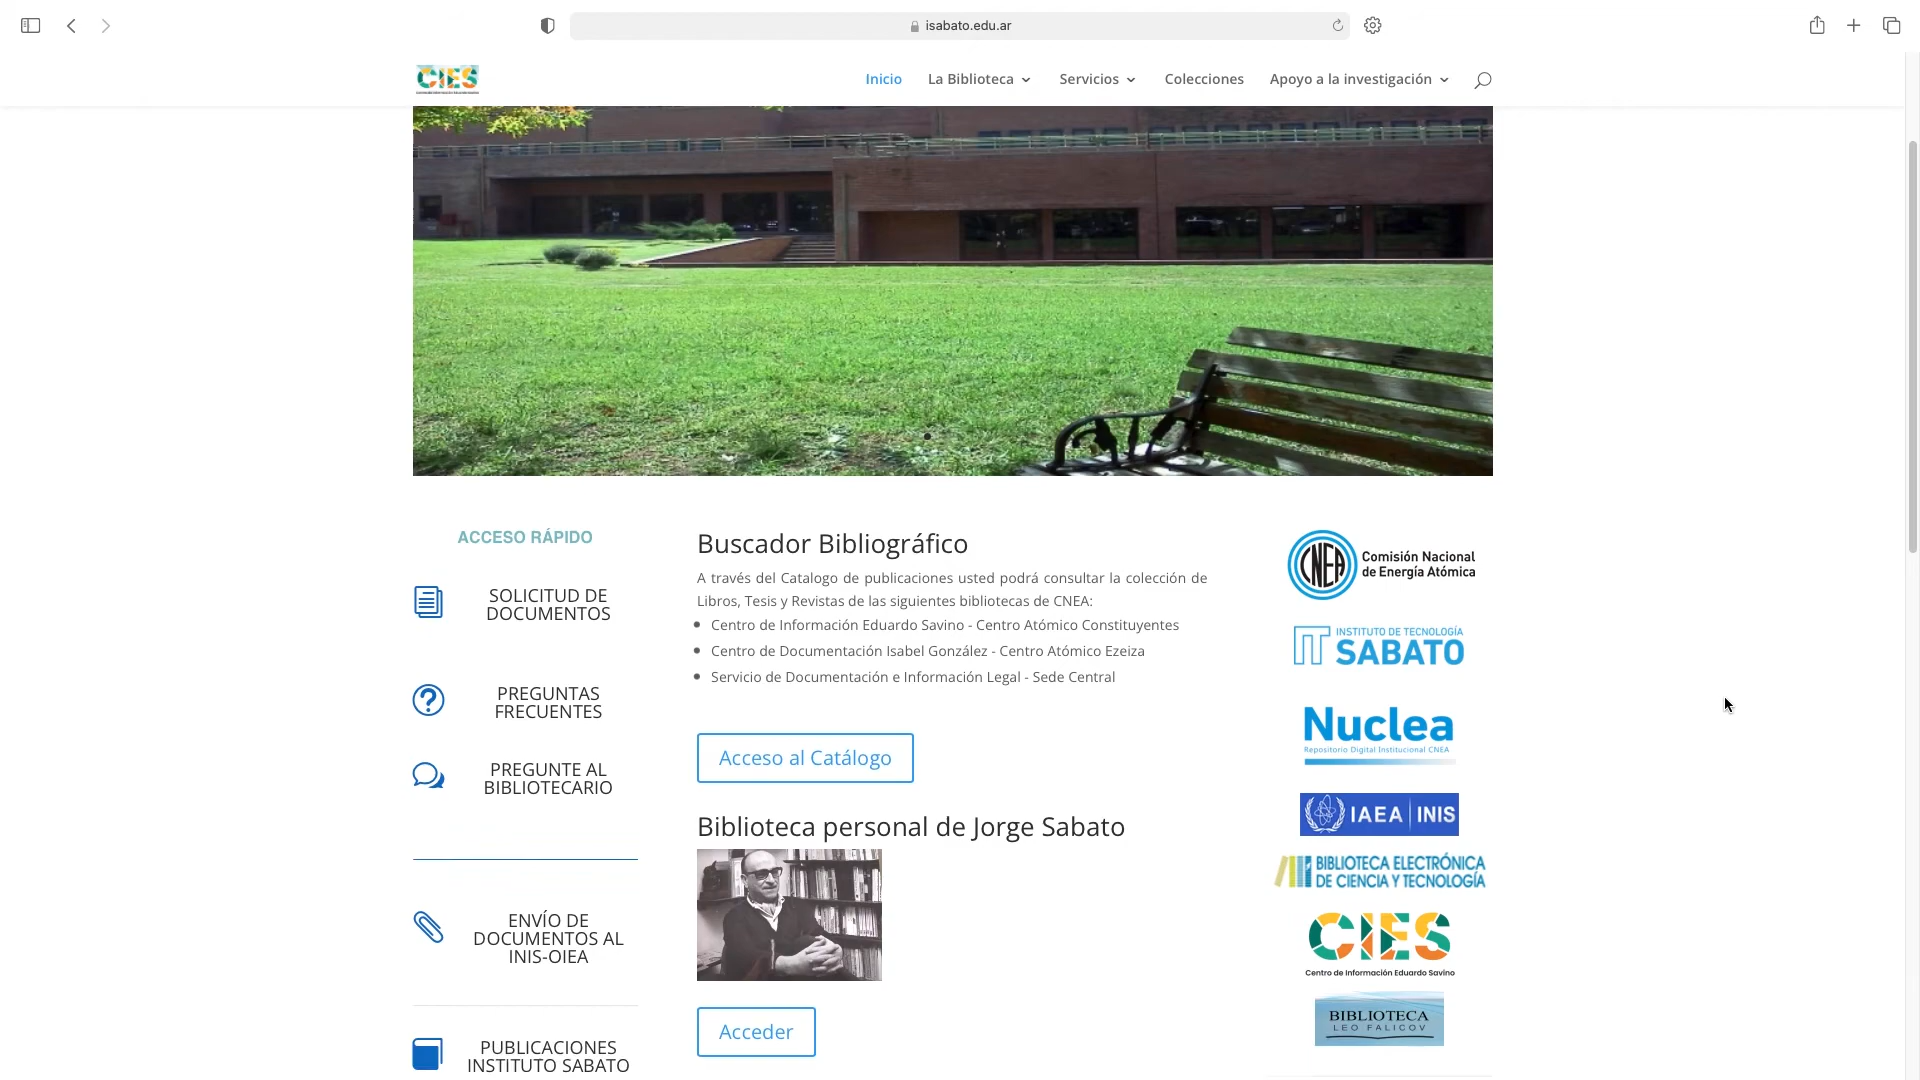 isabato.edu.ar
CIES
Inicio
La Biblioteca
Servicios
Colecciones
Apoyo a la investigación
ACCESO RÁPIDO
SOLICITUD DE
DOCUMENTOS
PREGUNTAS
FRECUENTES
PREGUNTE AL
BIBLIOTECARIO
ENVÍO DE
DOCUMENTOS AL
INIS-OIEA
PUBLICACIONES
INSTITUTO SABATO
Buscador Bibliográfico
A través del Catalogo de publicaciones usted podrá consultar la colección de
Libros, Tesis y Revistas de las siguientes bibliotecas de CNEA:
Centro de Información Eduardo Savino - Centro Atómico Constituyentes
Centro de Documentación Isabel González - Centro Atómico Ezeiza
Servicio de Documentación e Información Legal - Sede Central
Acceso al Catálogo
Biblioteca personal de Jorge Sabato
Acceder
CNEA
Comisión Nacional
de Energía Atómica
INSTITUTO DE TECNOLOGÍA
SABATO
Nuclea
Repositorio Digital Institucional CNEA
IAEA | INIS
BIBLIOTECA ELECTRÓNICA
DE CIENCIA Y TECNOLOGÍA
CIES
Centro de Información Eduardo Savino
BIBLIOTECA
LEO FALICOV